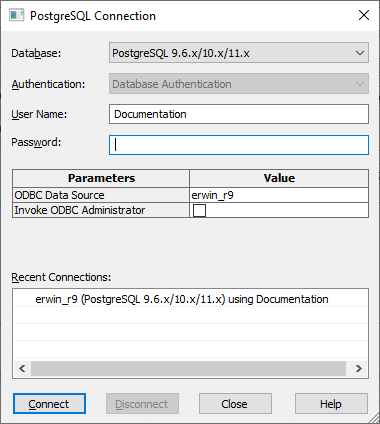 PostgreSQL Connection
Database: PostgreSQL 9.6.x/10.x/11.x
Authentication: Database Authentication
User Name: Documentation
Password:
Parameters Value
ODBC Data Source erwin_r9
Invoke ODBC Administrator
Recent Connections:
erwin_r9 (PostgreSQL 9.6.x/10.x/11.x) using Documentation
Connect Disconnect Close Help